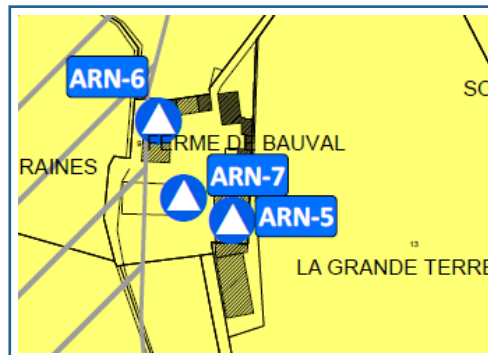 ARN-6
SO
FERME DE BAUVAL
RAINES
ARN-7
ARN-5
13
LA GRANDE TERRE